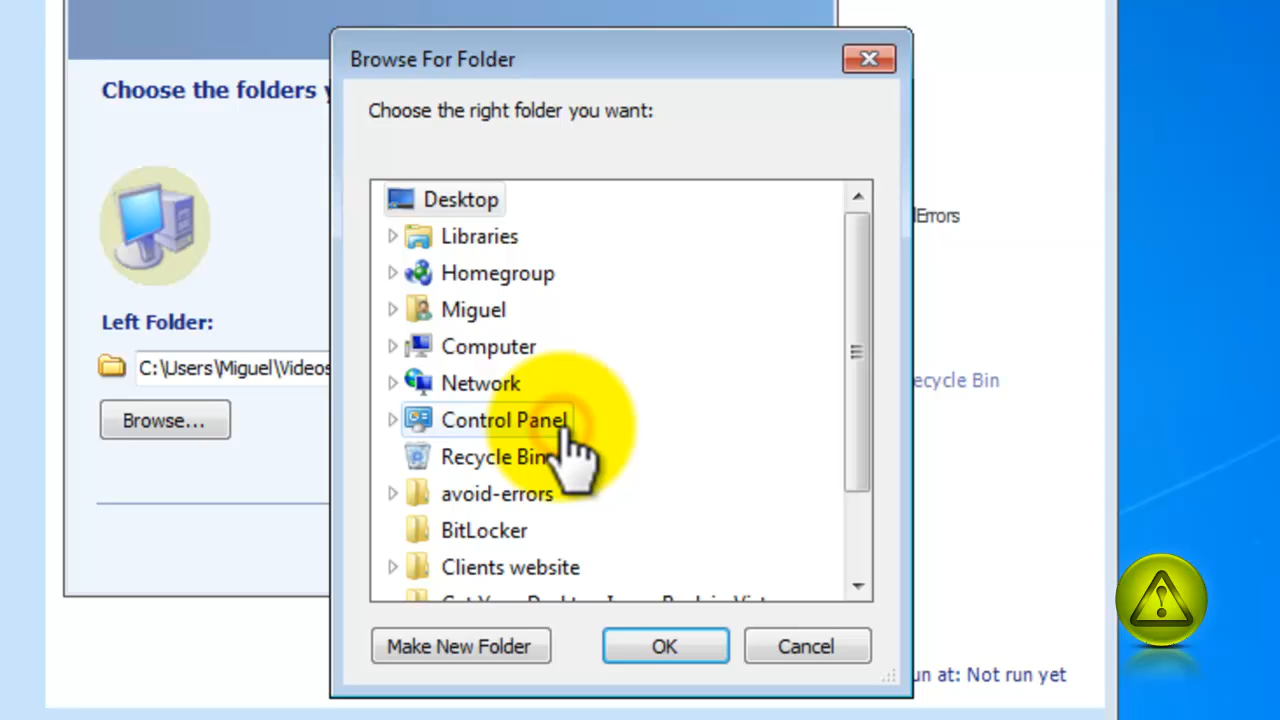 Browse For Folder
Choose the folders
Choose the right folder you want:
Desktop
Libraries
Homegroup
Miguel
Computer
Network
Control Panel
Recycle Bin
avoid-errors
BitLocker
Clients website
Left Folder:
C:\Users\Miguel\Videos
Browse...
Errors
ecycle Bin
Make New Folder
OK
Cancel
un at: Not run yet